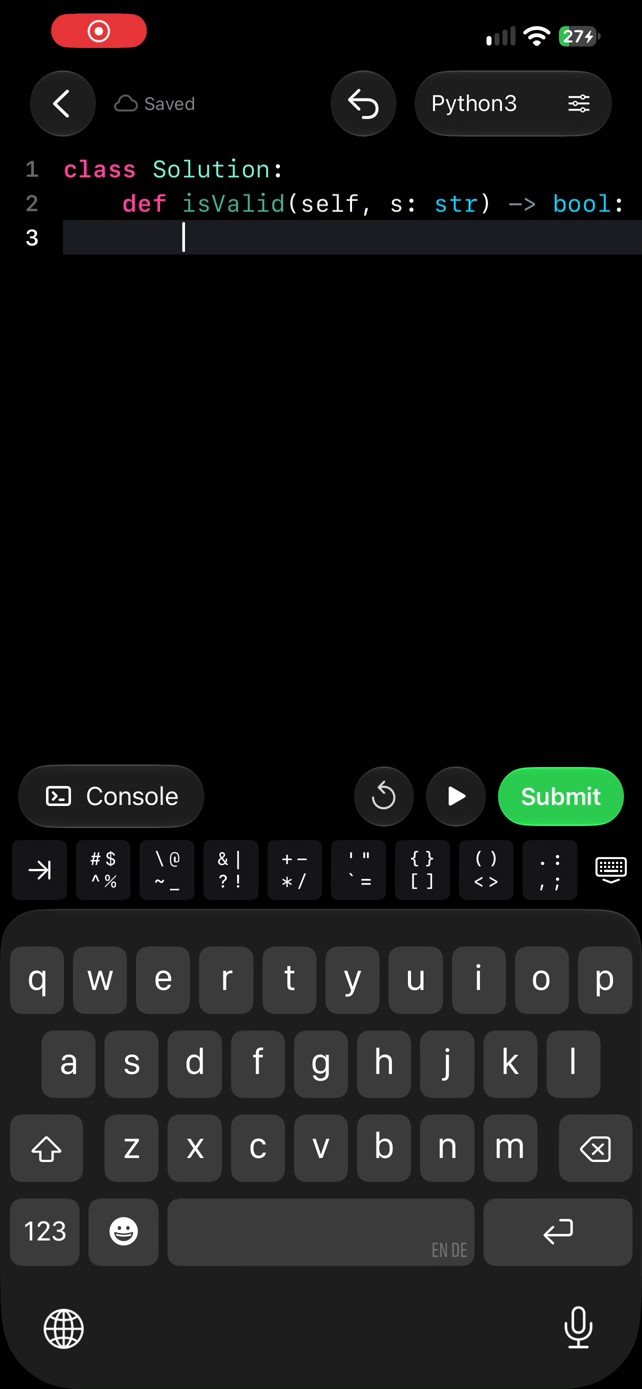 27
Saved
Python3
1 class Solution:
2     def isValid(self, s: str) -> bool:
3
Console
Submit
#$ \@ &| +- '" {} () .:
^% ~_ ?! */ `= [] <> ,;
q w e r t y u i o p
a s d f g h j k l
z x c v b n m
123
EN DE